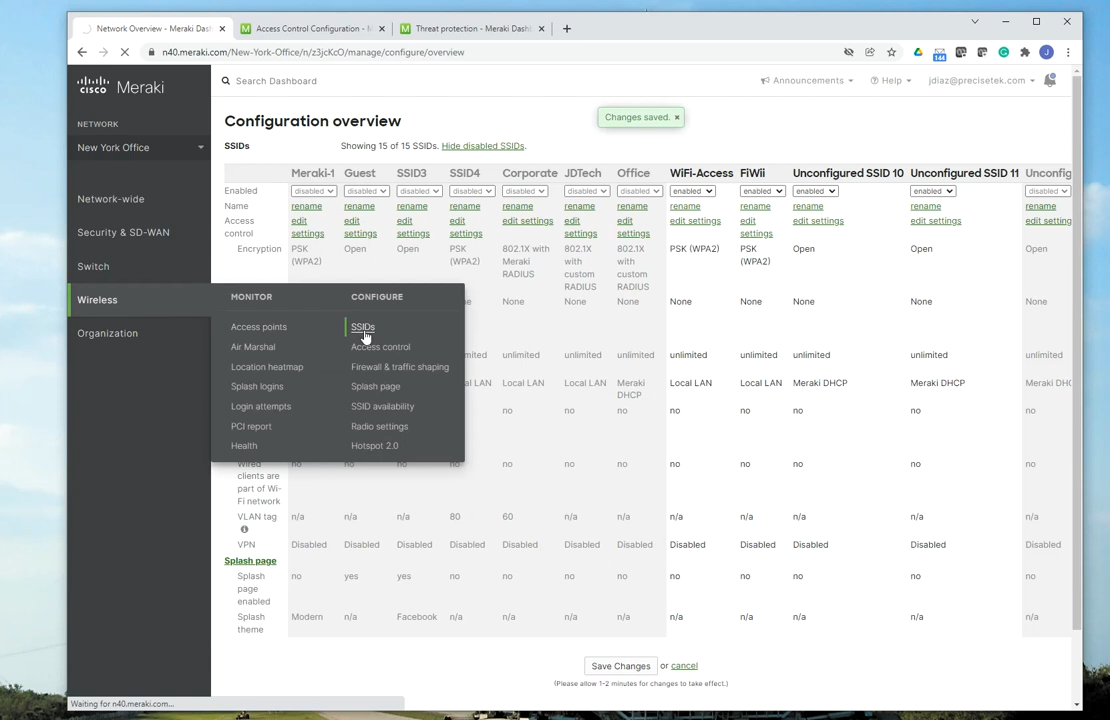 Network Overview - Meraki Das
Access Control Configuration - 
Threat protection - Meraki Dash
n40.meraki.com/New-York-Office/n/z3jcKcO/manage/configure/overview
144
J
cisco Meraki
Search Dashboard
Announcements
Help
jdiaz@precisetek.com
NETWORK
New York Office
Network-wide
Security & SD-WAN
Switch
Wireless
Organization
Configuration overview
Changes saved. ×
SSIDs Showing 15 of 15 SSIDs. Hide disabled SSIDs.
Meraki-1 Guest SSID3 SSID4 Corporate JDTech Office WiFi-Access FiWii Unconfigured SSID 10 Unconfigured SSID 11 Unconfig
Enabled disabled disabled disabled disabled disabled disabled disabled enabled enabled enabled enabled disabled
Name rename rename rename rename rename rename rename rename rename rename rename rename
Access control edit settings edit settings edit settings edit settings edit settings edit settings edit settings edit settings edit settings edit settings edit settings edit setting
Encryption PSK (WPA2) Open Open PSK (WPA2) 802.1X with Meraki RADIUS 802.1X with custom RADIUS 802.1X with custom RADIUS PSK (WPA2) PSK (WPA2) Open Open Open
ne None None None None None None None None
MONITOR
Access points
Air Marshal
Location heatmap
Splash logins
Login attempts
PCI report
Health
CONFIGURE
SSIDs
Access control
Firewall & traffic shaping
Splash page
SSID availability
Radio settings
Hotspot 2.0
mited unlimited unlimited unlimited unlimited unlimited unlimited unlimited unlimited
al LAN Local LAN Local LAN Meraki DHCP Local LAN Local LAN Meraki DHCP Meraki DHCP Meraki DHC
no no no no no no no no
Wired clients are part of Wi-Fi network no no no no no no no no no no no no
VLAN tag n/a n/a n/a 80 60 n/a n/a n/a n/a n/a n/a n/a
VPN Disabled Disabled Disabled Disabled Disabled Disabled Disabled Disabled Disabled Disabled Disabled Disabled
Splash page
Splash page enabled no yes yes no no no no no no no no no
Splash theme Modern n/a Facebook n/a n/a n/a n/a n/a n/a n/a n/a n/a
Save Changes or cancel
(Please allow 1-2 minutes for changes to take effect.)
Waiting for n40.meraki.com...